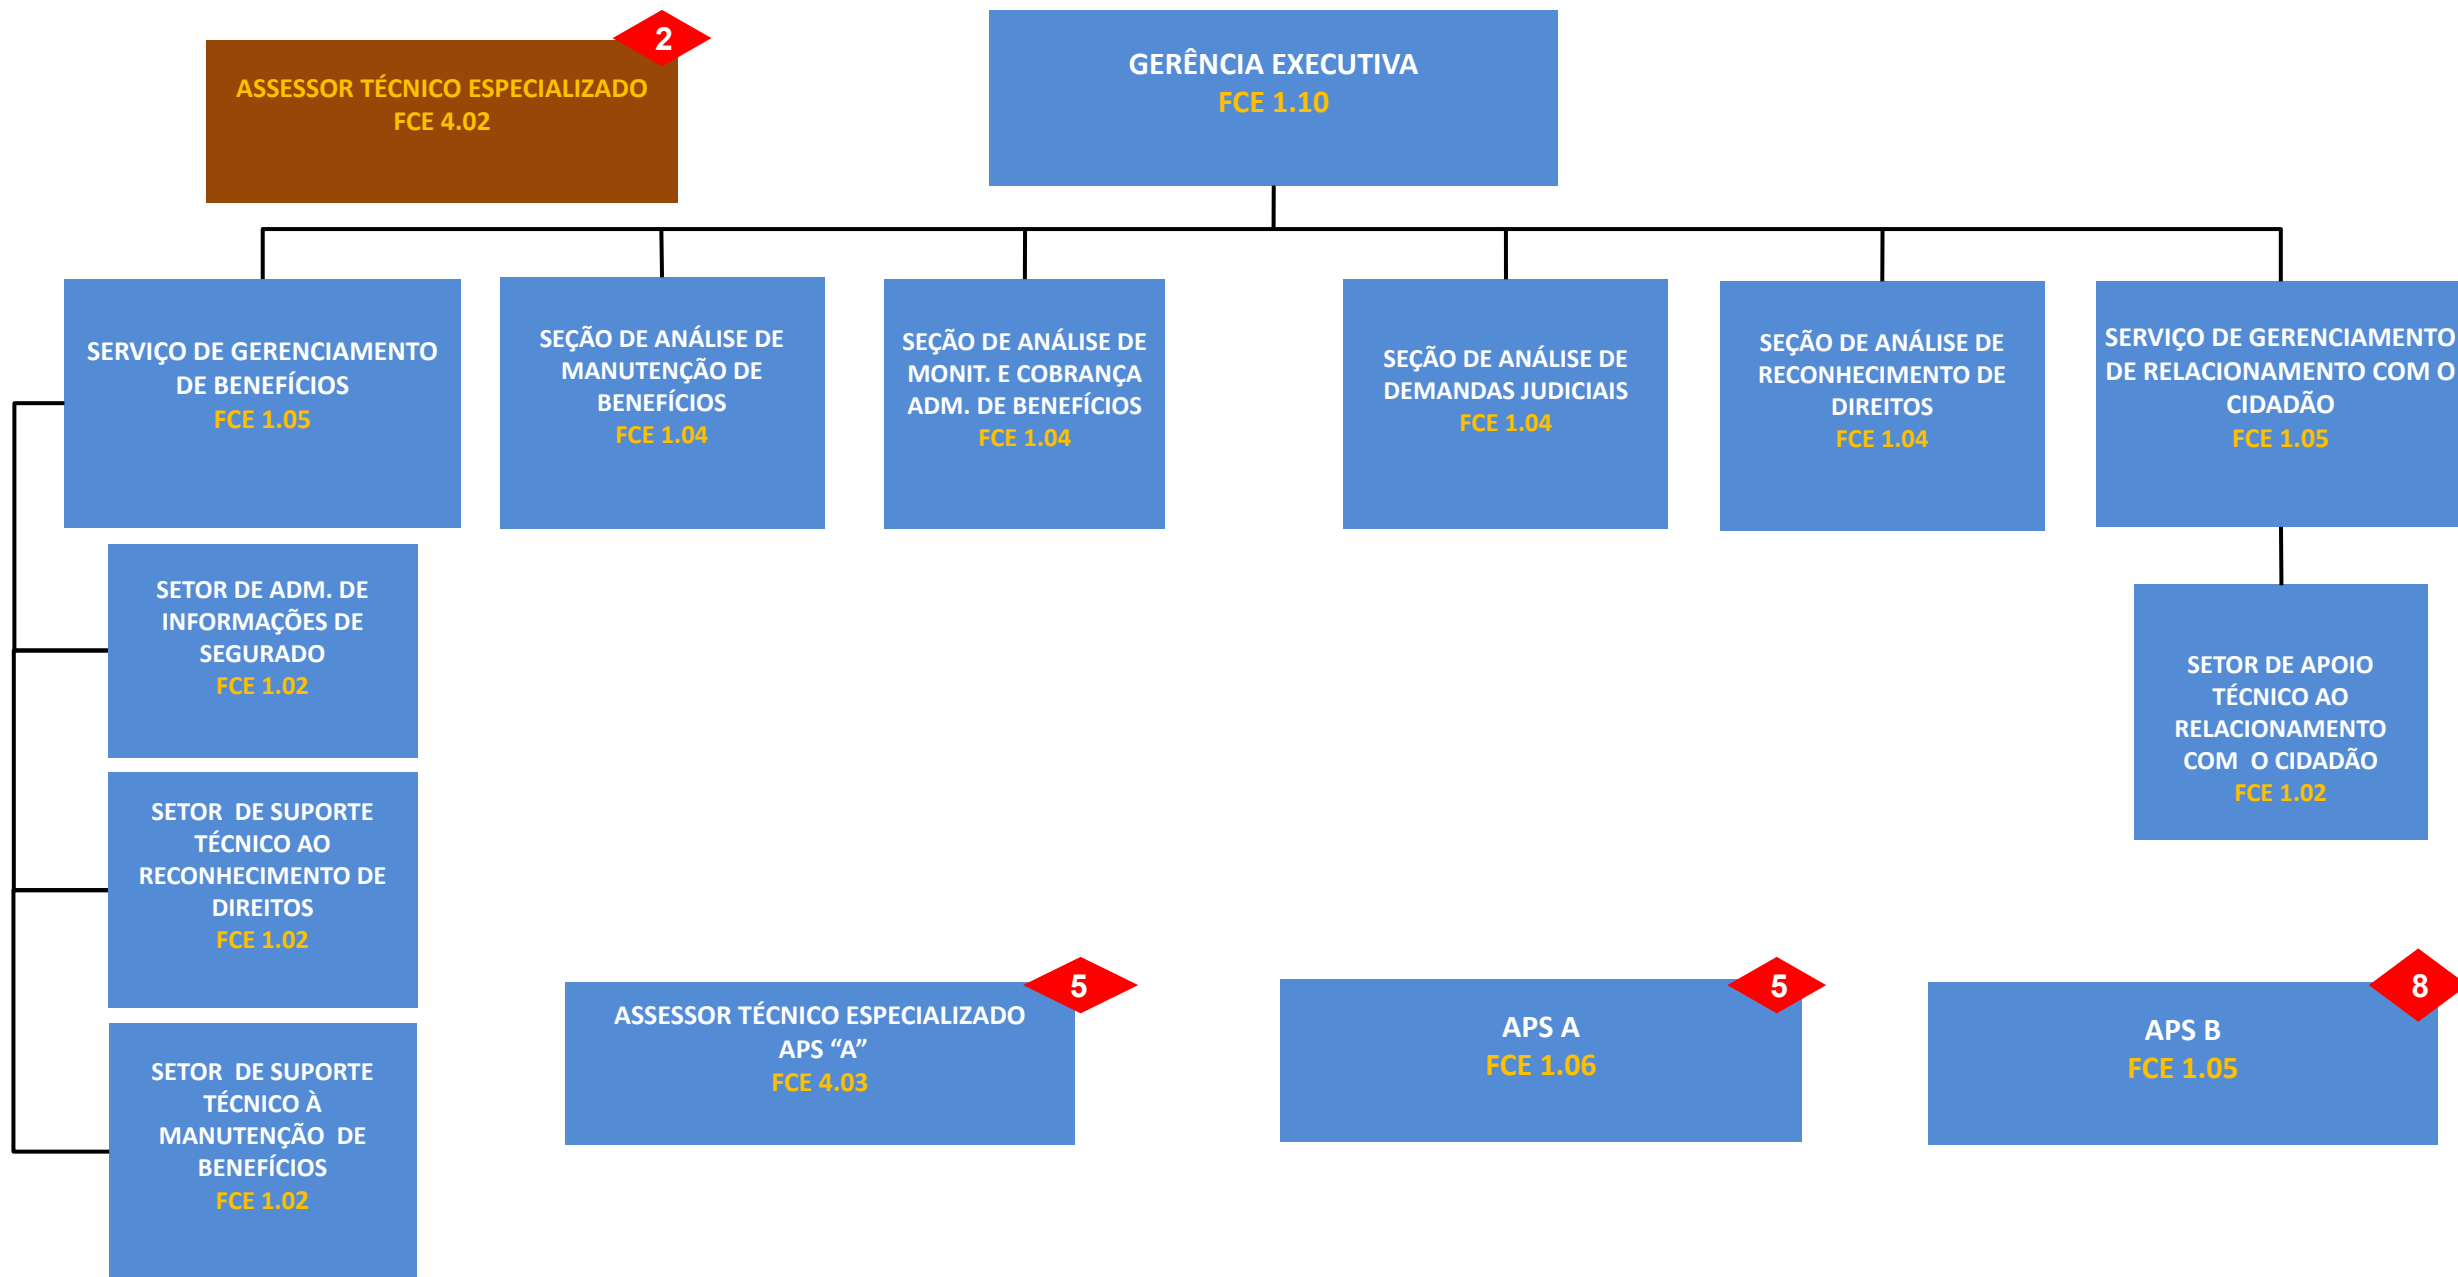 2
ASSESSOR TÉCNICO ESPECIALIZADO
FCE 4.02
GERÊNCIA EXECUTIVA
FCE 1.10
SERVIÇO DE GERENCIAMENTO
DE BENEFÍCIOS
FCE 1.05
SEÇÃO DE ANÁLISE DE
MANUTENÇÃO DE
BENEFÍCIOS
FCE 1.04
SEÇÃO DE ANÁLISE DE
MONIT. E COBRANÇA
ADM. DE BENEFÍCIOS
FCE 1.04
SEÇÃO DE ANÁLISE DE
DEMANDAS JUDICIAIS
FCE 1.04
SEÇÃO DE ANÁLISE DE
RECONHECIMENTO DE
DIREITOS
FCE 1.04
SERVIÇO DE GERENCIAMENTO
DE RELACIONAMENTO COM O
CIDADÃO
FCE 1.05
SETOR DE ADM. DE
INFORMAÇÕES DE
SEGURADO
FCE 1.02
SETOR DE APOIO
TÉCNICO AO
RELACIONAMENTO
COM O CIDADÃO
FCE 1.02
SETOR DE SUPORTE
TÉCNICO AO
RECONHECIMENTO DE
DIREITOS
FCE 1.02
SETOR DE SUPORTE
TÉCNICO À
MANUTENÇÃO DE
BENEFÍCIOS
FCE 1.02
5
ASSESSOR TÉCNICO ESPECIALIZADO
APS “A”
FCE 4.03
5
APS A
FCE 1.06
8
APS B
FCE 1.05